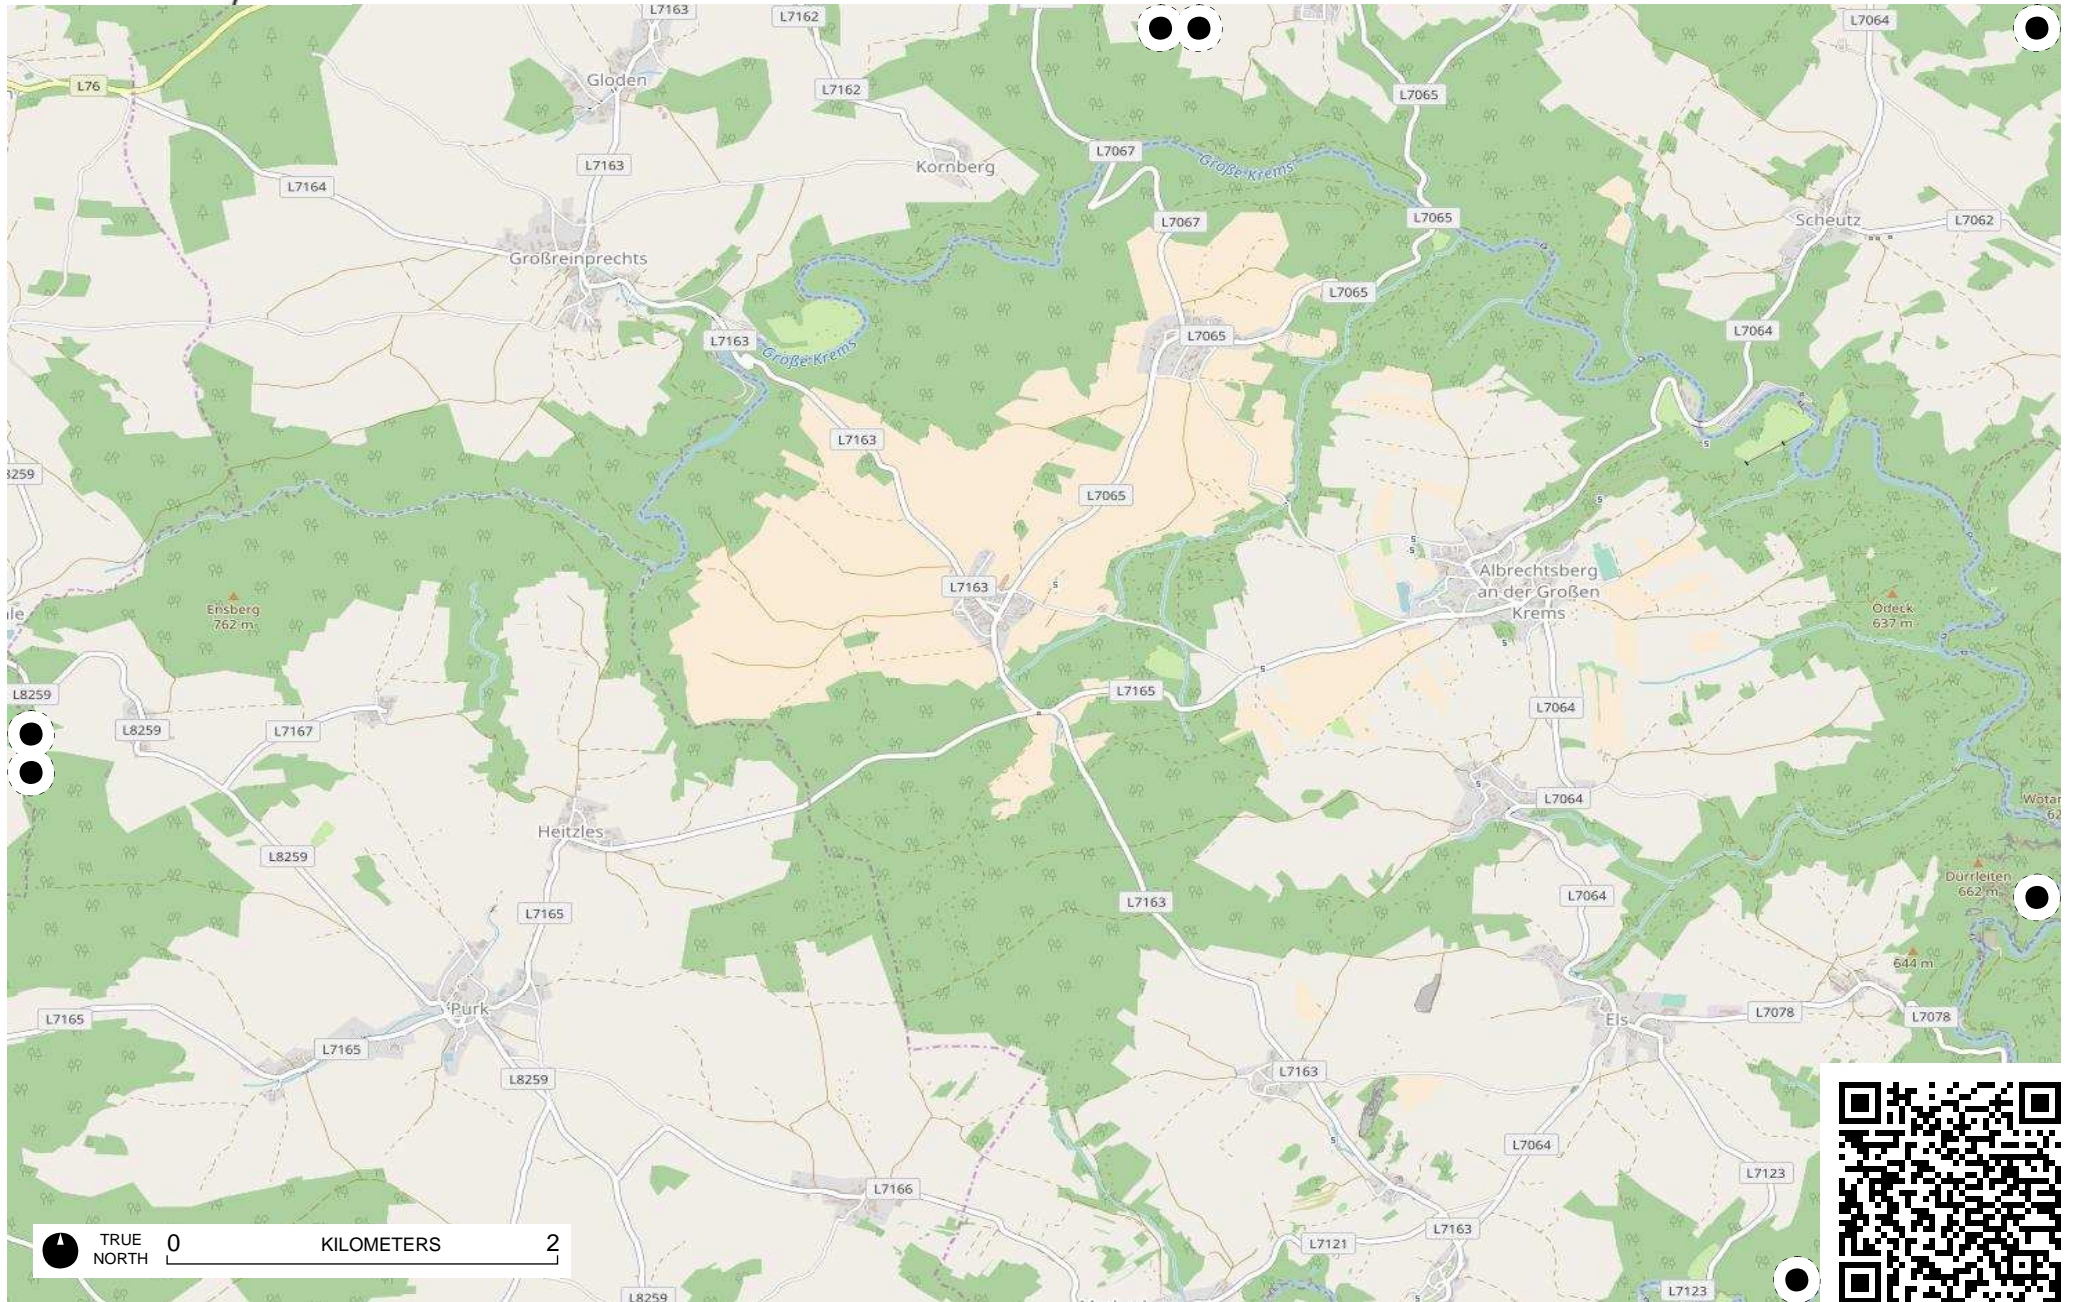 L7163
L7162
L7064
L76
Gloden
L7162
L7065
L7163
L7067
Große Krems
Kornberg
L7164
L7067
L7065
Scheutz
L7062
Großreinprechts
L7065
L7163
Große Krems
L7065
L7064
L7163
8259
L7065
Albrechtsberg
an der Großen
Krems
L7163
Ensberg
762 m
Odeck
637 m
L8259
L7165
L7064
L8259
L7167
L7064
Heitzles
L8259
L7165
L7163
L7064
Dürrleiten
662 m
644 m
Purk
L7165
L7165
Els
L7078
L7078
L8259
L7163
L7064
L7123
L7166
L7163
L7121
L7123
L8259
TRUE
NORTH
0 KILOMETERS 2